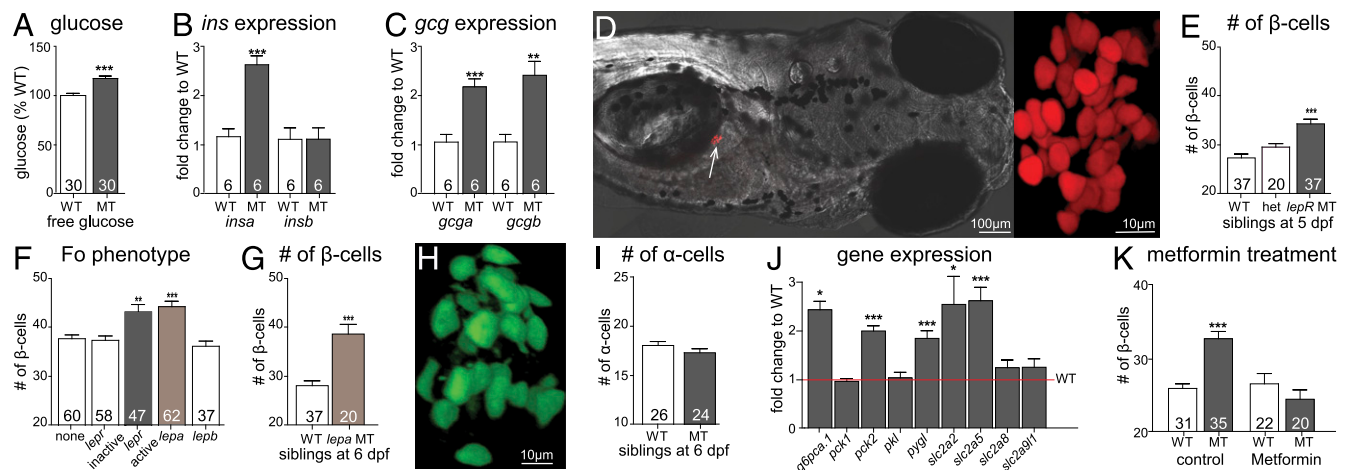 A glucose
glucose (% WT)
150
100
50
0
30
30
WT MT
free glucose
B ins expression
fold change to WT
3
2
1
0
6
6
6
6
WT MT WT MT
insa insb
C gcg expression
fold change to WT
3
2
1
0
6
6
6
6
WT MT WT MT
gcga gcgb
***
***
***
**
D
100µm
10µm
E # of β-cells
# of β-cells
50
40
30
20
***
37
20
37
WT het lepR MT
siblings at 5 dpf
F Fo phenotype
# of β-cells
50
40
30
20
**
***
60
58
47
62
37
none lepr lepr lepa lepb
inactive active
G # of β-cells
# of β-cells
50
40
30
20
***
37
20
WT lepa MT
siblings at 6 dpf
H
10µm
I # of α-cells
# of α-cells
25
20
15
10
26
24
WT MT
siblings at 6 dpf
J gene expression
fold change to WT
3
2
1
0
*
***
***
*
***
WT
g6pca.1
pck1
pck2
pkl
pygl
slc2a2
slc2a5
slc2a8
slc2a9l1
K metformin treatment
# of β-cells
40
30
20
***
31
35
22
20
WT MT WT MT
control Metformin